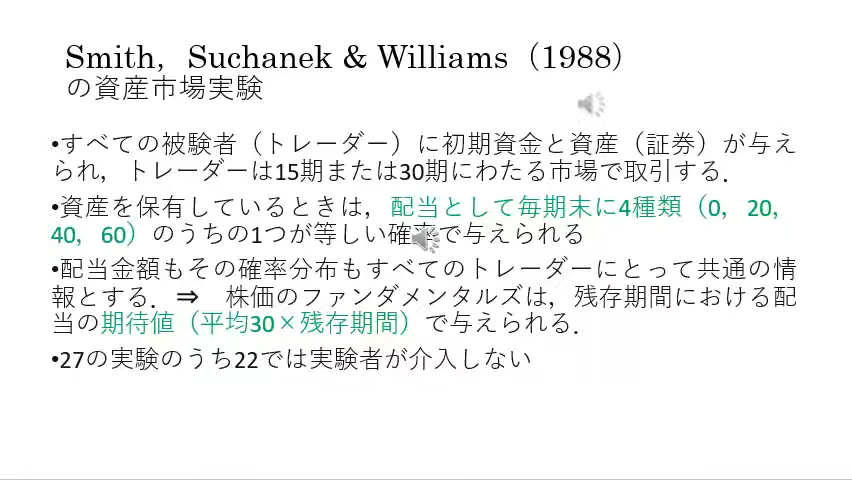 Smith，Suchanek & Williams（1988）
の資産市場実験
•すべての被験者（トレーダー）に初期資金と資産（証券）が与え
られ，トレーダーは15期または30期にわたる市場で取引する．
•資産を保有しているときは，配当として毎期末に4種類（0，20，
40，60）のうちの1つが等しい確率で与えられる
•配当金額もその確率分布もすべてのトレーダーにとって共通の情
報とする．⇒　株価のファンダメンタルズは，残存期間における配
当の期待値（平均30×残存期間）で与えられる．
•27の実験のうち22では実験者が介入しない